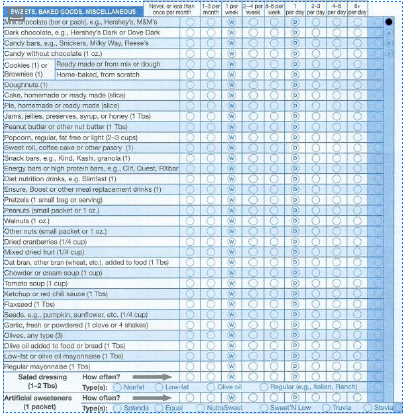 SWEETS, BAKED GOODS, MISCELLANEOUS
Never, or less than once per month
1-3 per month
1 per week
2-4 per week
5-6 per week
1 per day
2-3 per day
4-5 per day
6+ per day
Milk chocolate (bar or pack), e.g., Hershey's, M&M's
Dark chocolate, e.g., Hershey's Dark or Dove Dark
Candy bars, e.g., Snickers, Milky Way, Reese's
Candy without chocolate (1 oz.)
Cookies (1) or Brownies (1)
Ready made or from mix or dough
Home-baked, from scratch
Doughnuts (1)
Cake, homemade or ready made (slice)
Pie, homemade or ready made (slice)
Jams, jellies, preserves, syrup, or honey (1 Tbs)
Peanut butter or other nut butter (1 Tbs)
Popcorn, regular, fat free or light (2-3 cups)
Sweet roll, coffee cake or other pastry (1)
Snack bars, e.g., Kind, Kashi, granola (1)
Energy bars or high protein bars, e.g., Clif, Quest, RXbar
Diet nutrition drinks, e.g. Slimfast (1)
Ensure, Boost or other meal replacement drinks (1)
Pretzels (1 small bag or serving)
Peanuts (small packet or 1 oz.)
Walnuts (1 oz.)
Other nuts (small packet or 1 oz.)
Dried cranberries (1/4 cup)
Mixed dried fruit (1/4 cup)
Oat bran, other bran (wheat, etc.), added to food (1 Tbs)
Chowder or cream soup (1 cup)
Tomato soup (1 cup)
Ketchup or red chili sauce (1 Tbs)
Flaxseed (1 Tbs)
Seeds, e.g., pumpkin, sunflower, etc. (1/4 cup)
Garlic, fresh or powdered (1 clove or 4 shakes)
Olives, any type (3)
Olive oil added to food or bread (1 Tbs)
Low-fat or olive oil mayonnaise (1 Tbs)
Regular mayonnaise (1 Tbs)
Salad dressing (1-2 Tbs)
How often?
Type(s): Nonfat Low-fat Olive oil Regular (e.g., Italian, Ranch)
Artificial sweeteners (1 packet)
How often?
Type(s): Splenda Equal NutraSweet Sweet'N Low Truvia Stevia